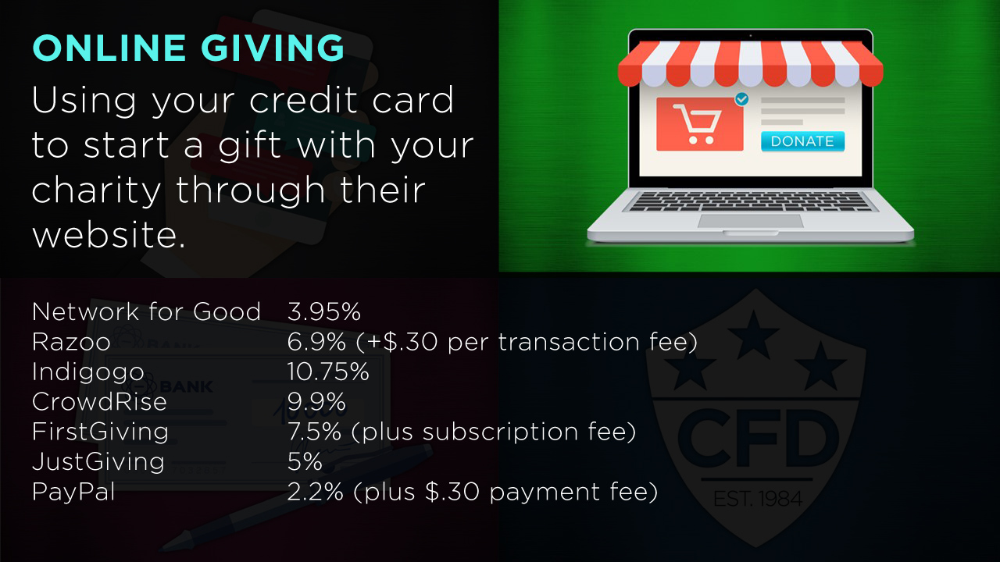 ONLINE GIVING
Using your credit card
to start a gift with your
charity through their
website.
DONATE
Network for Good 3.95%
Razoo 6.9% (+$.30 per transaction fee)
Indigogo 10.75%
CrowdRise 9.9%
FirstGiving 7.5% (plus subscription fee)
JustGiving 5%
PayPal 2.2% (plus $.30 payment fee)
BANK
BANK
CFD
EST. 1984